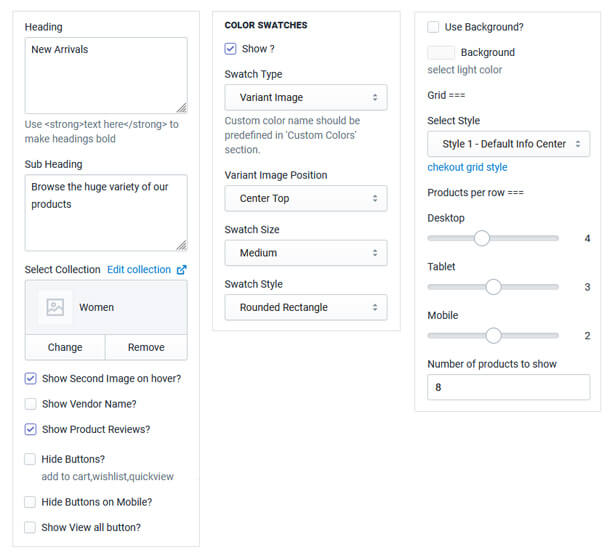 Heading
New Arrivals
Use <strong>text here</strong> to
make headings bold
Sub Heading
Browse the huge variety of our
products
Select Collection Edit collection
Women
Change Remove
Show Second Image on hover?
Show Vendor Name?
Show Product Reviews?
Hide Buttons?
add to cart,wishlist,quickview
Hide Buttons on Mobile?
Show View all button?
COLOR SWATCHES
Show ?
Swatch Type
Variant Image
Custom color name should be
predefined in 'Custom Colors'
section.
Variant Image Position
Center Top
Swatch Size
Medium
Swatch Style
Rounded Rectangle
Use Background?
Background
select light color
Grid ===
Select Style
Style 1 - Default Info Center
chekout grid style
Products per row ===
Desktop
4
Tablet
3
Mobile
2
Number of products to show
8